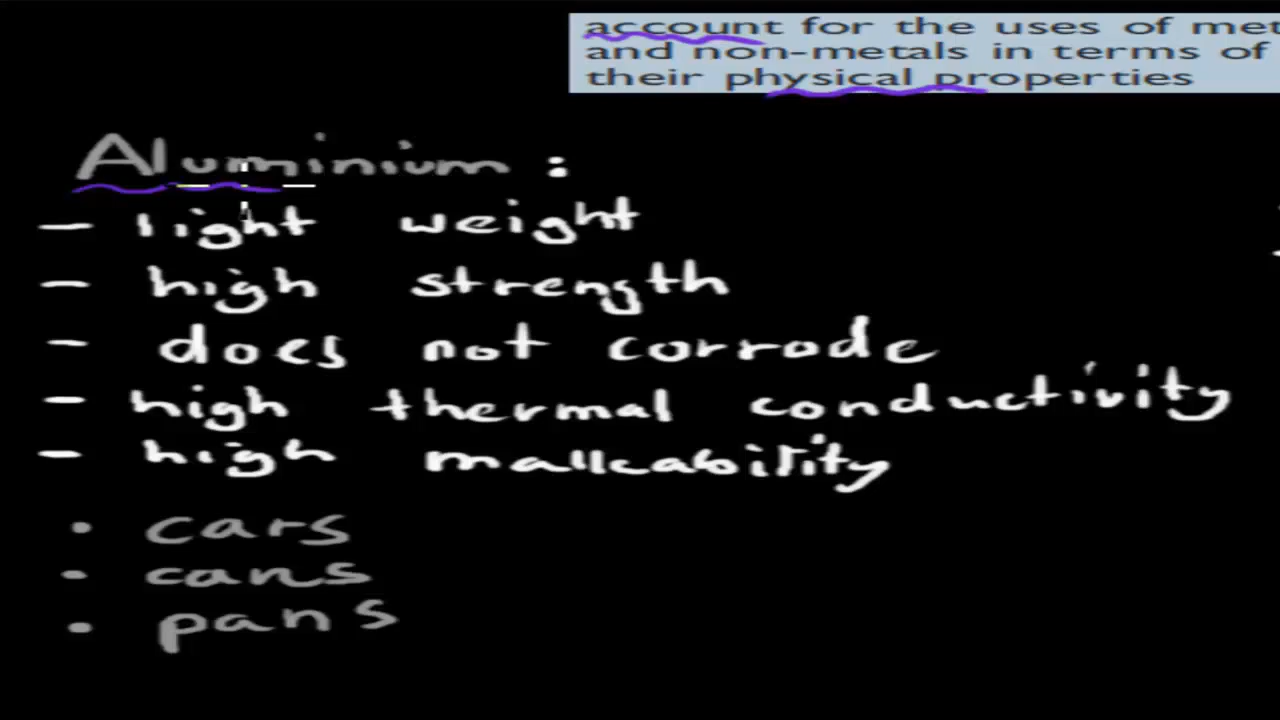 account for the uses of met
and non-metals in terms of
their physical properties
Aluminium :
- light weight
- high strength
- does not corrode
- high thermal conductivity
- high malleability
• cars
• cans
• pans